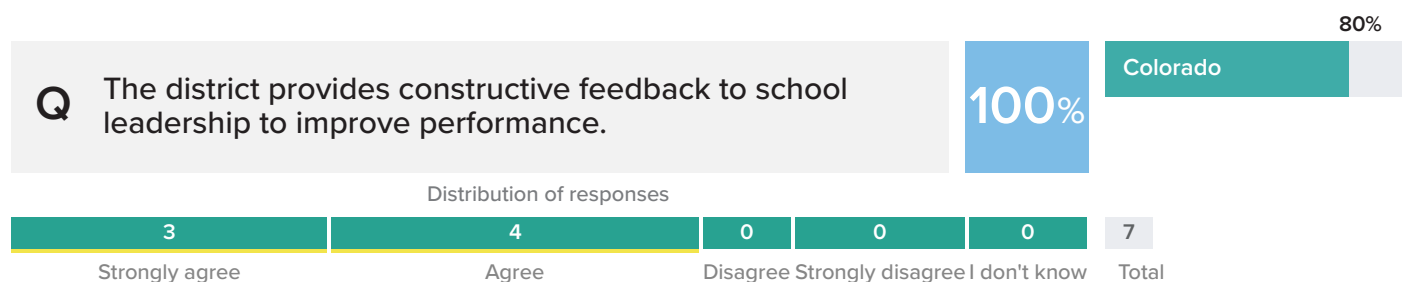 80%
Q
The district provides constructive feedback to school
leadership to improve performance.
100%
Colorado
Distribution of responses
3 4 0 0 0 7
Strongly agree Agree Disagree Strongly disagree I don't know Total